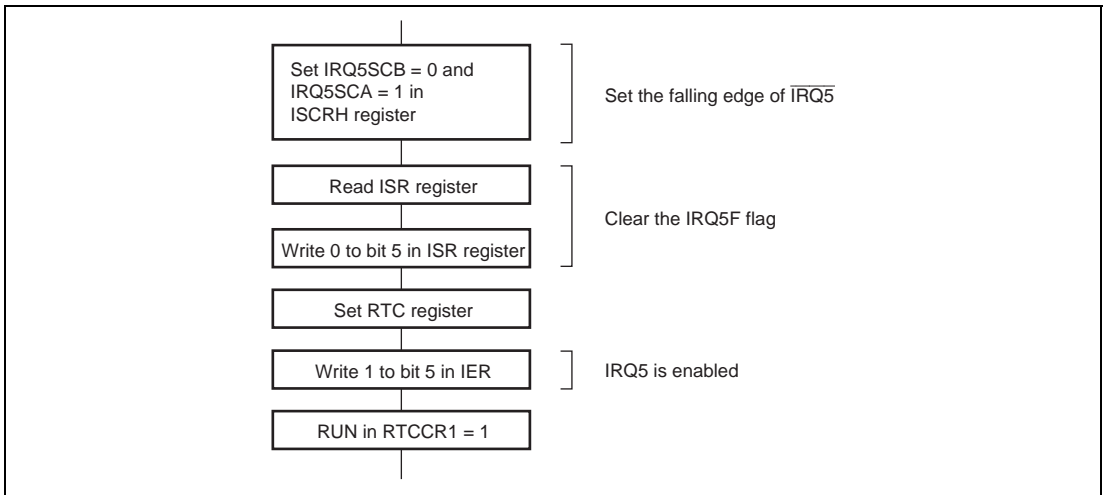 Set IRQ5SCB = 0 and
IRQ5SCA = 1 in
ISCRH register
Set the falling edge of IRQ5
Read ISR register
Clear the IRQ5F flag
Write 0 to bit 5 in ISR register
Set RTC register
Write 1 to bit 5 in IER
IRQ5 is enabled
RUN in RTCCR1 = 1